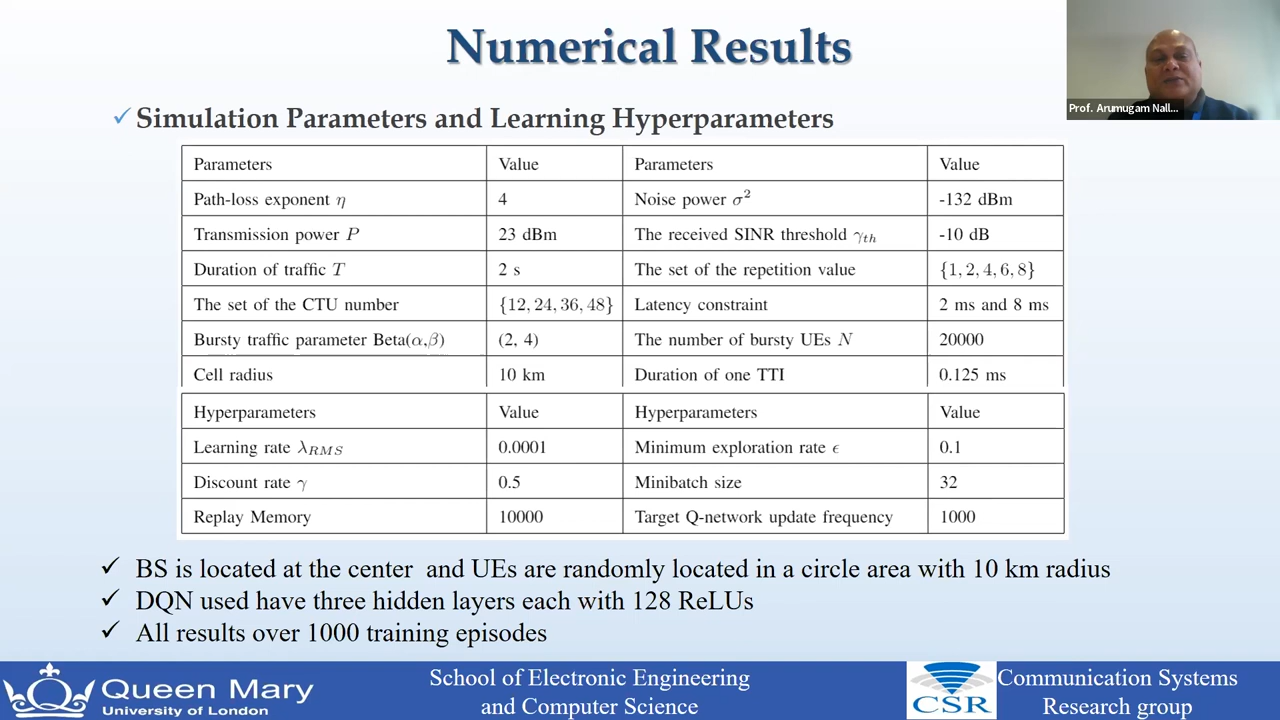 Numerical Results
Prof. Arumugam Nall...
✓ Simulation Parameters and Learning Hyperparameters
Parameters Value Parameters Value
Path-loss exponent η 4 Noise power σ² -132 dBm
Transmission power P 23 dBm The received SINR threshold γth -10 dB
Duration of traffic T 2 s The set of the repetition value {1, 2, 4, 6, 8}
The set of the CTU number {12, 24, 36, 48} Latency constraint 2 ms and 8 ms
Bursty traffic parameter Beta(α,β) (2, 4) The number of bursty UEs N 20000
Cell radius 10 km Duration of one TTI 0.125 ms
Hyperparameters Value Hyperparameters Value
Learning rate λRMS 0.0001 Minimum exploration rate ϵ 0.1
Discount rate γ 0.5 Minibatch size 32
Replay Memory 10000 Target Q-network update frequency 1000
✓ BS is located at the center and UEs are randomly located in a circle area with 10 km radius
✓ DQN used have three hidden layers each with 128 ReLUs
✓ All results over 1000 training episodes
Queen Mary
University of London
School of Electronic Engineering
and Computer Science
CSR
Communication Systems
Research group